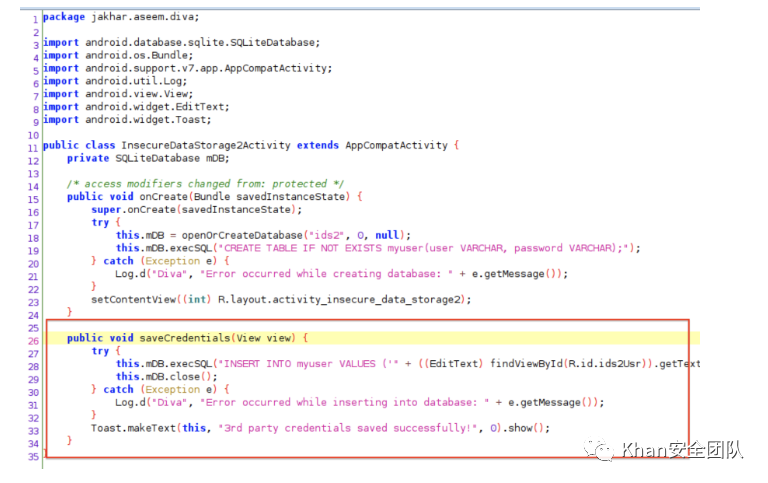 1 package jakhar.aseem.diva;
2
3 import android.database.sqlite.SQLiteDatabase;
4 import android.os.Bundle;
5 import android.support.v7.app.AppCompatActivity;
6 import android.util.Log;
7 import android.view.View;
8 import android.widget.EditText;
9 import android.widget.Toast;
10
11 public class InsecureDataStorage2Activity extends AppCompatActivity {
12 private SQLiteDatabase mDB;
13
14 /* access modifiers changed from: protected */
15 public void onCreate(Bundle savedInstanceState) {
16 super.onCreate(savedInstanceState);
17 try {
18 this.mDB = openOrCreateDatabase("ids2", 0, null);
19 this.mDB.execSQL("CREATE TABLE IF NOT EXISTS myuser(user VARCHAR, password VARCHAR);");
20 } catch (Exception e) {
21 Log.d("Diva", "Error occurred while creating database: " + e.getMessage());
22 }
23 setContentView((int) R.layout.activity_insecure_data_storage2);
24 }
25
26 public void saveCredentials(View view) {
27 try {
28 this.mDB.execSQL("INSERT INTO myuser VALUES ('" + ((EditText) findViewById(R.id.ids2Usr)).getText
29 this.mDB.close();
30 } catch (Exception e) {
31 Log.d("Diva", "Error occurred while inserting into database: " + e.getMessage());
32 }
33 Toast.makeText(this, "3rd party credentials saved successfully!", 0).show();
34 }
35 }
Khan安全团队